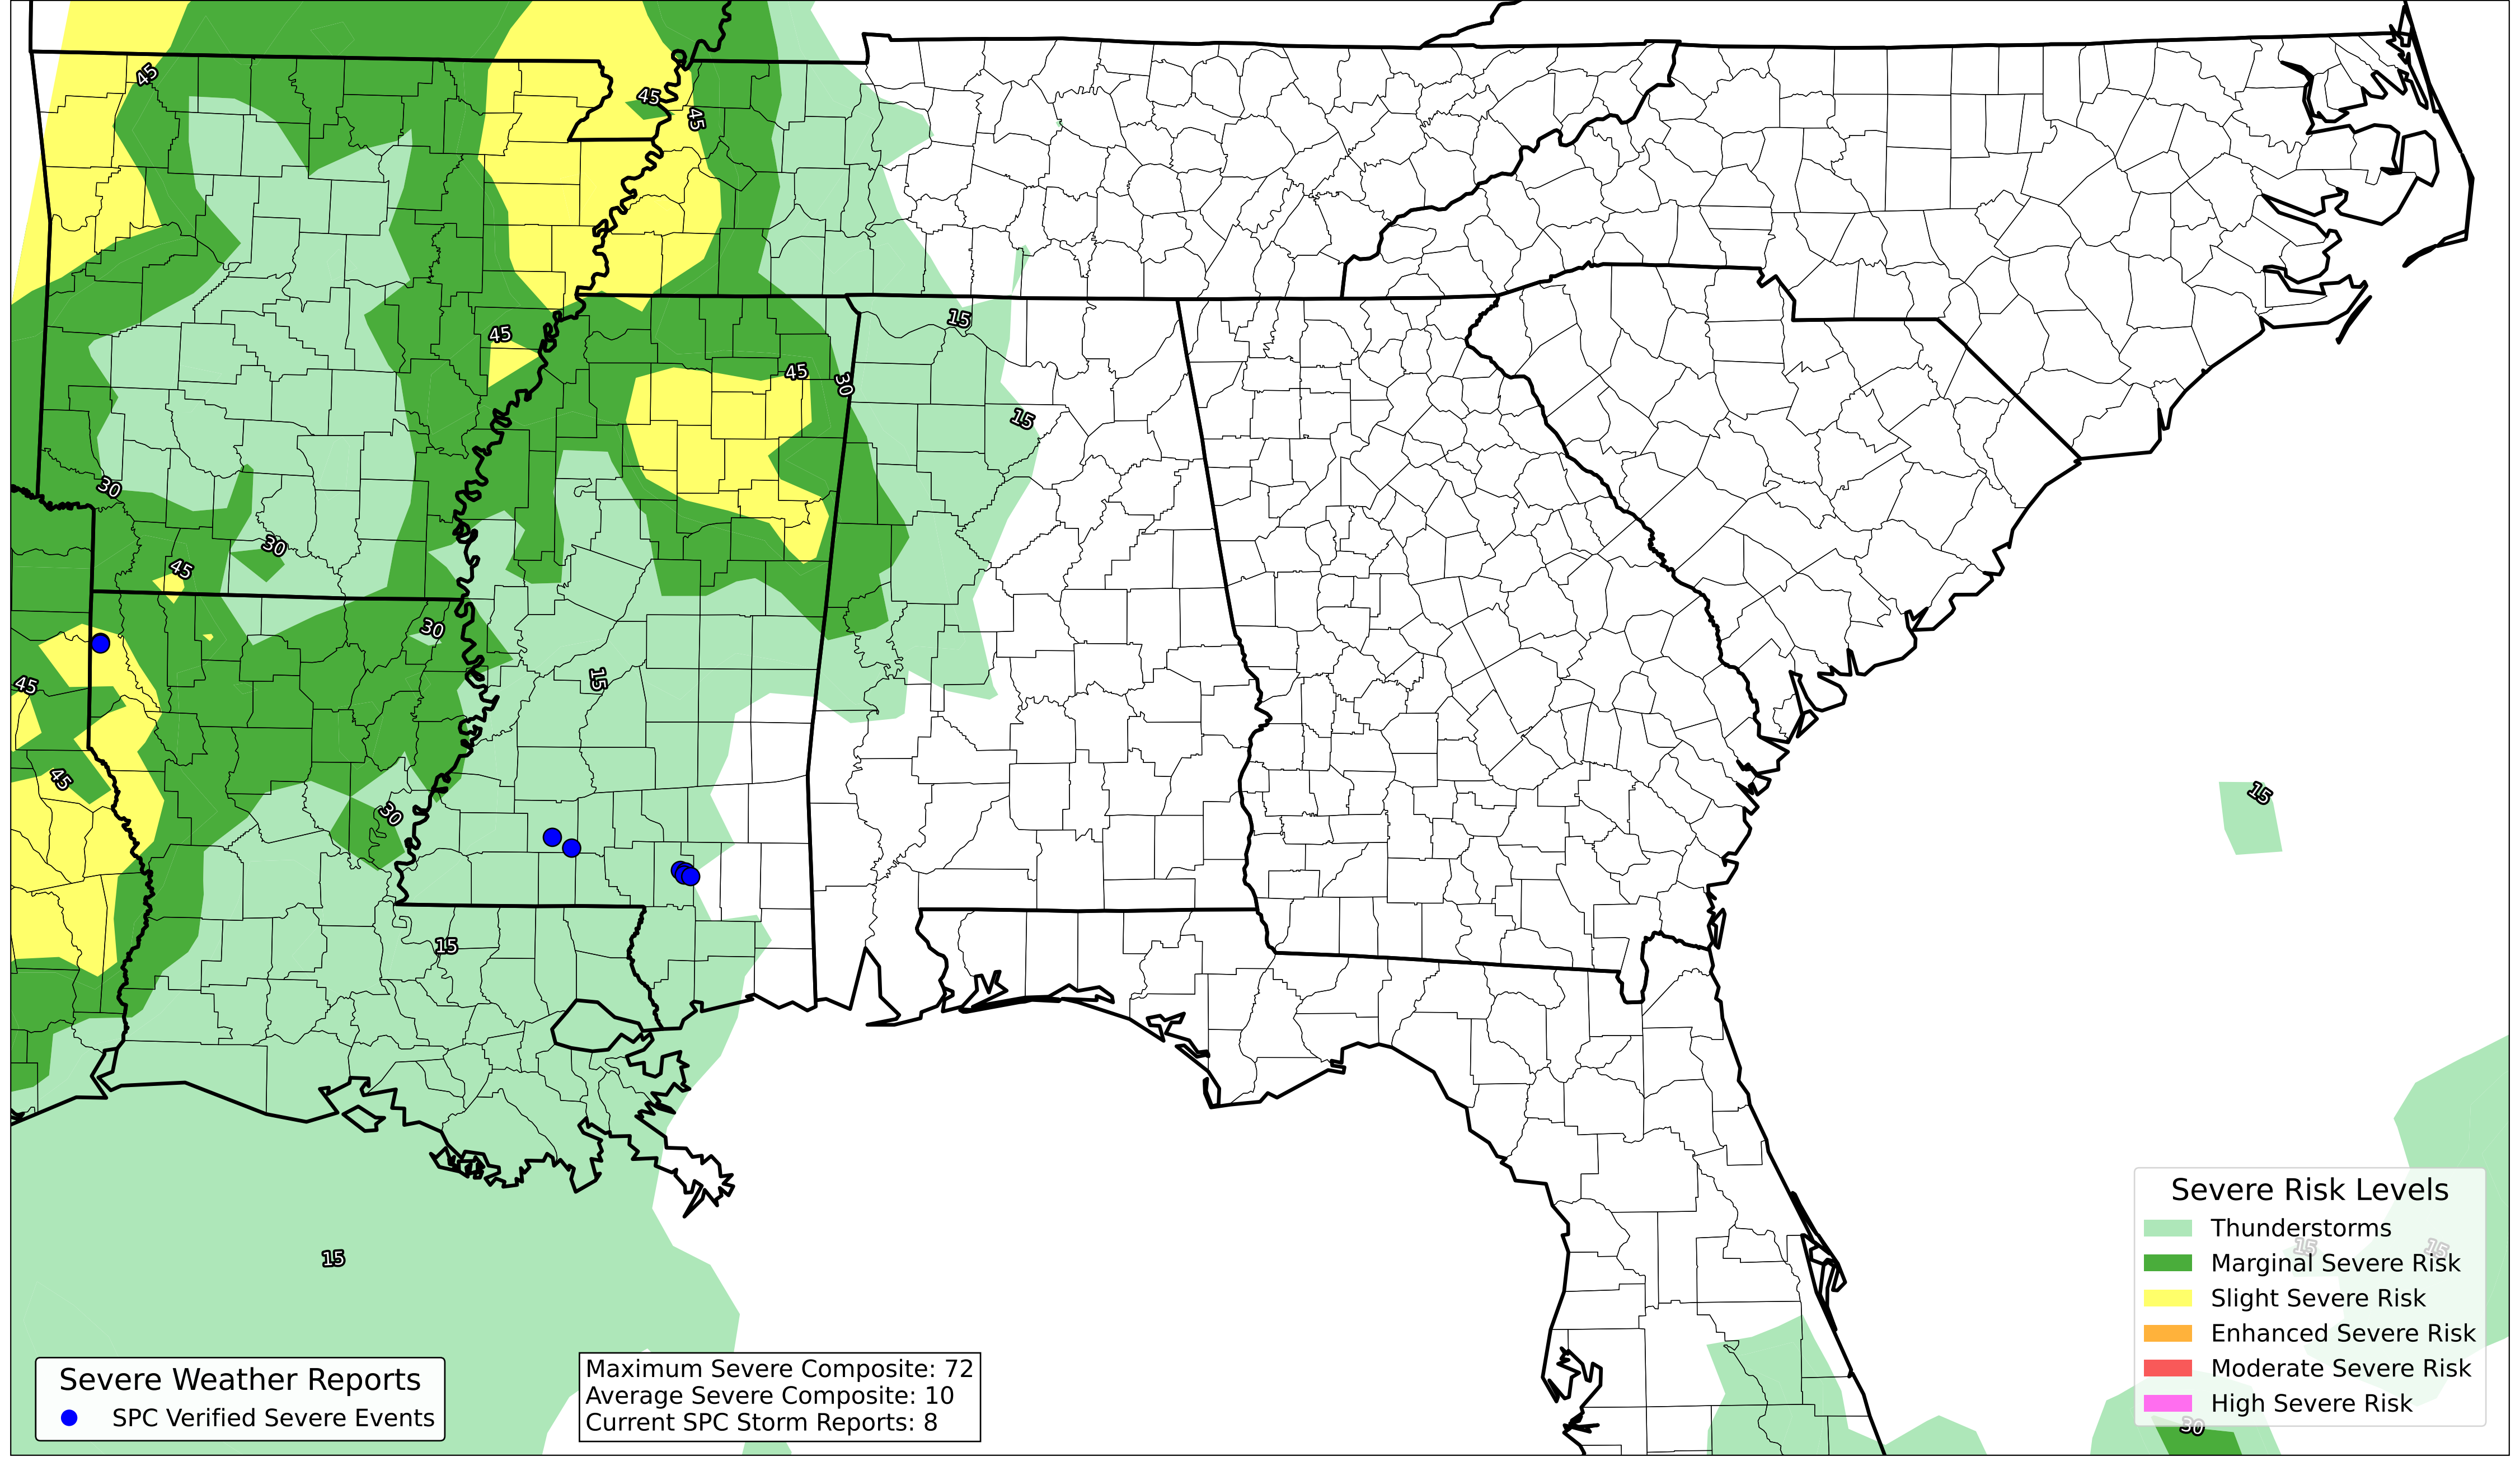 45
45
45
15
45
45
30
15
30
30
45
30
45
15
45
30
15
15
15
15
Severe Risk Levels
Thunderstorms
15
15
Marginal Severe Risk
Slight Severe Risk
Enhanced Severe Risk
Moderate Severe Risk
High Severe Risk
30
Severe Weather Reports
SPC Verified Severe Events
Maximum Severe Composite: 72
Average Severe Composite: 10
Current SPC Storm Reports: 8